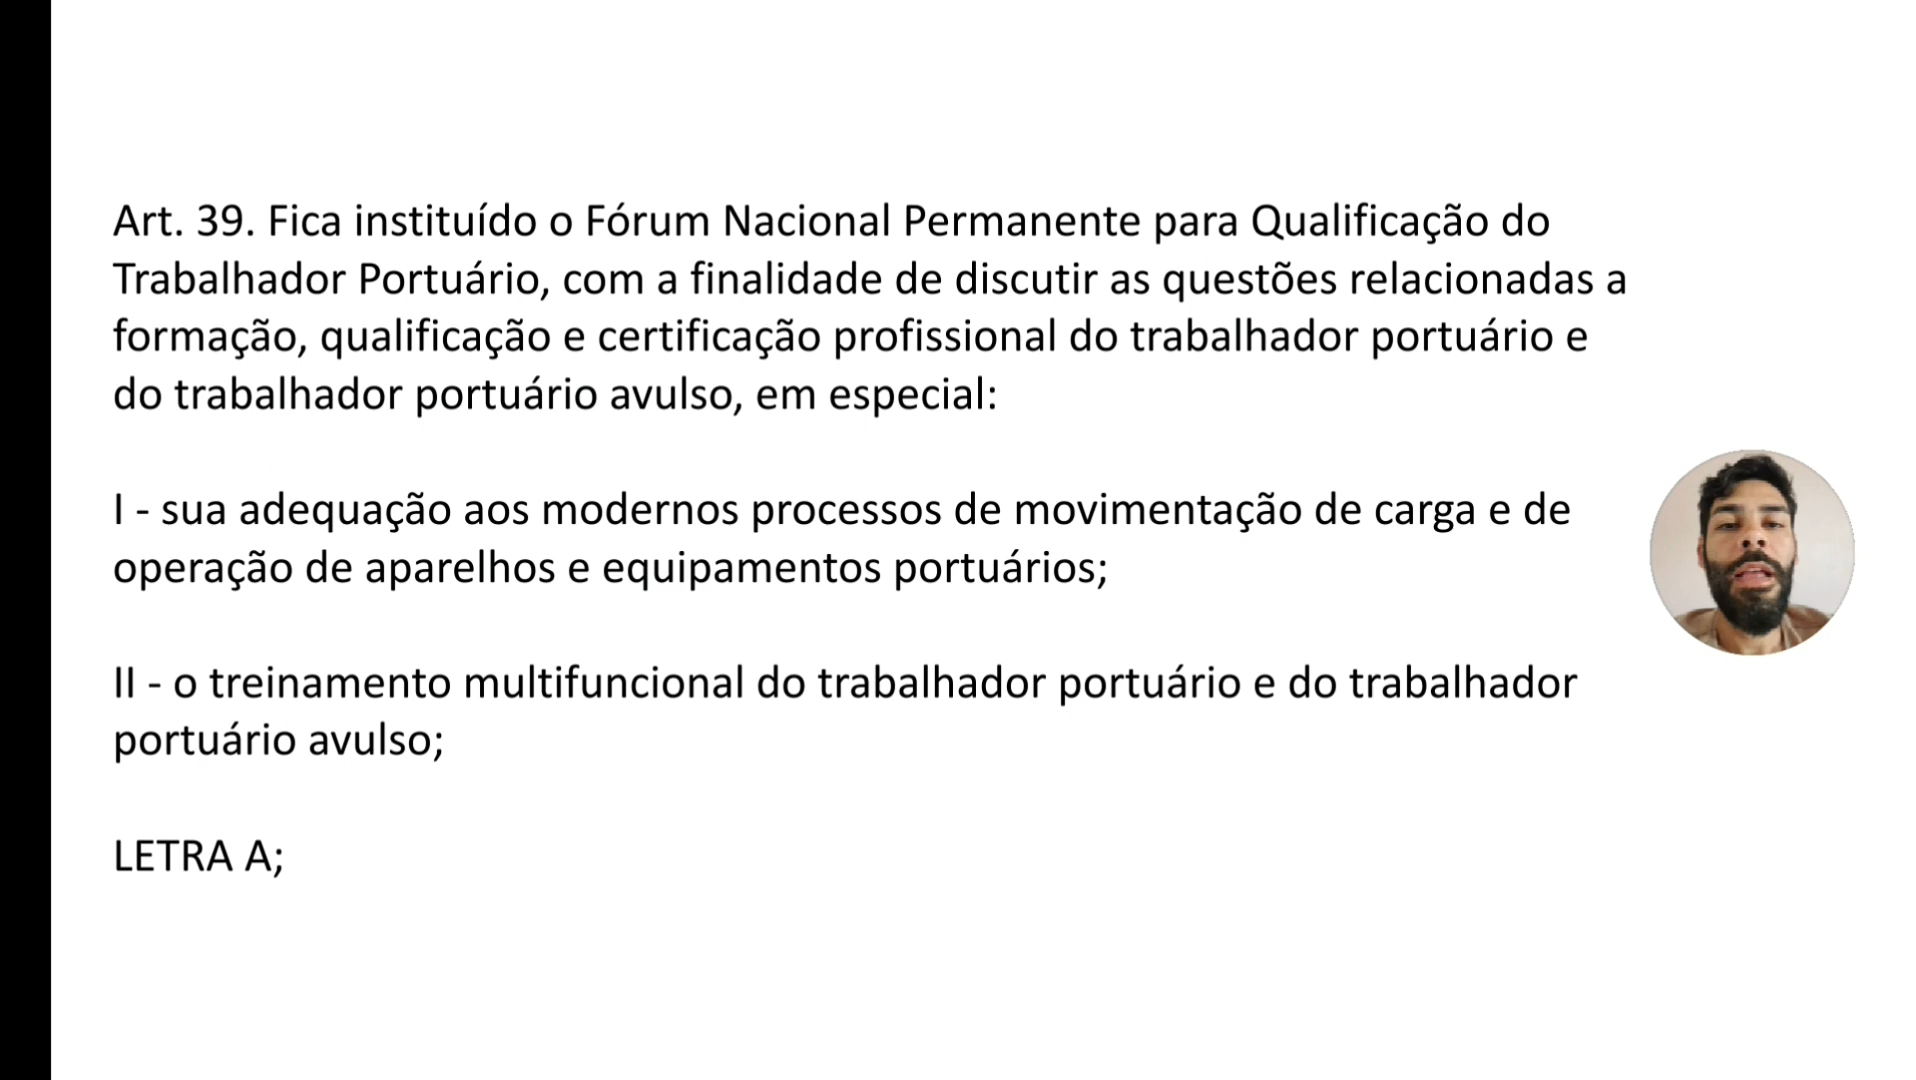 Art. 39. Fica instituído o Fórum Nacional Permanente para Qualificação do
Trabalhador Portuário, com a finalidade de discutir as questões relacionadas a
formação, qualificação e certificação profissional do trabalhador portuário e
do trabalhador portuário avulso, em especial:
I - sua adequação aos modernos processos de movimentação de carga e de
operação de aparelhos e equipamentos portuários;
II - o treinamento multifuncional do trabalhador portuário e do trabalhador
portuário avulso;
LETRA A;